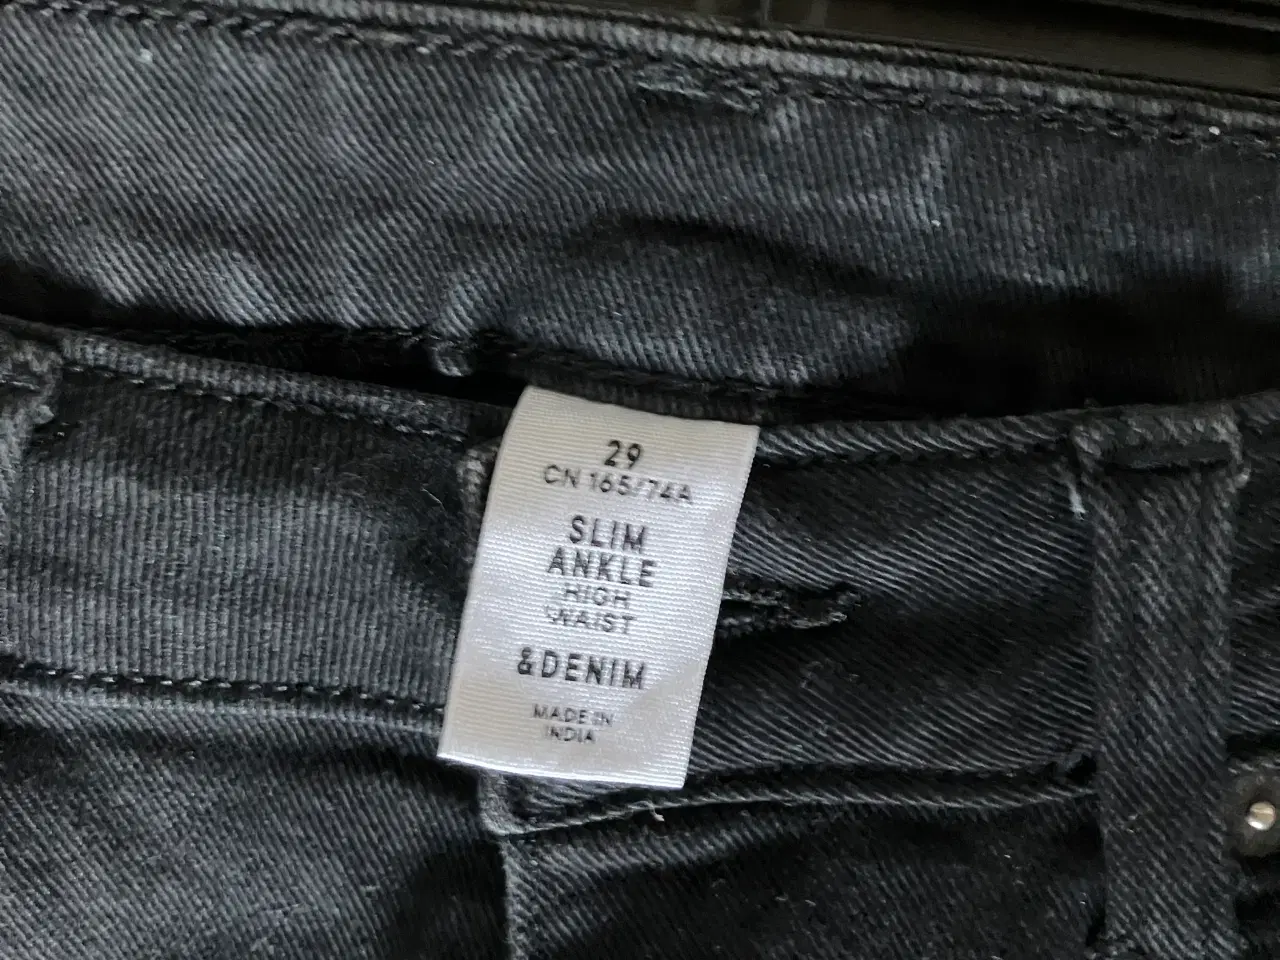 29
CN 165/74A
SLIM
ANKLE
HIGH
WAIST
&DENIM
MADE IN
INDIA